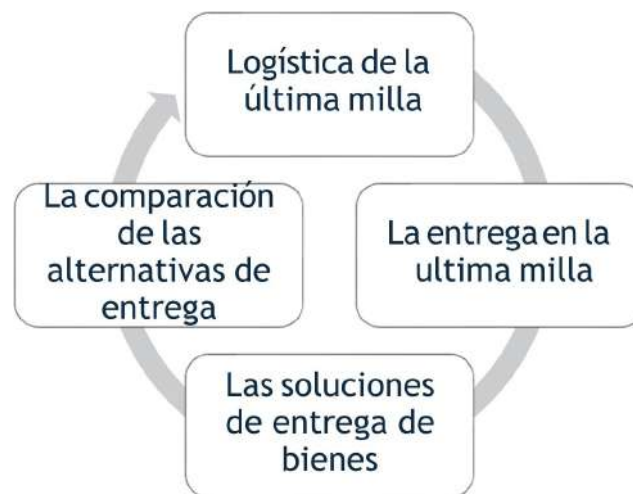 Logística de la
última milla
La entrega en la
ultima milla
Las soluciones
de entrega de
bienes
La comparación
de las
alternativas de
entrega